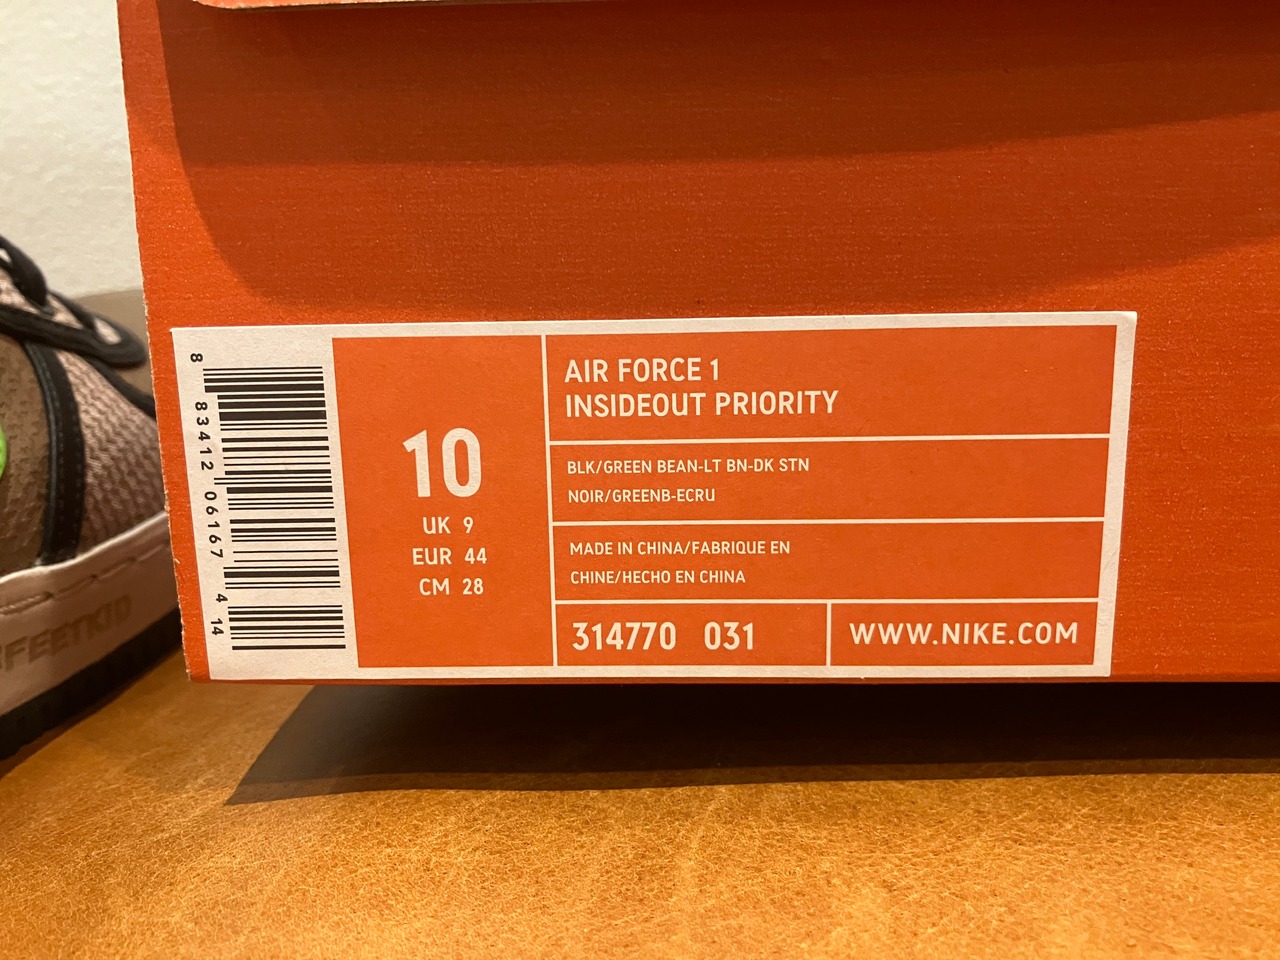 8 83412 06167 4 14
10
UK 9
EUR 44
CM 28
AIR FORCE 1
INSIDEOUT PRIORITY
BLK/GREEN BEAN-LT BN-DK STN
NOIR/GREENB-ECRU
MADE IN CHINA/FABRIQUE EN
CHINE/HECHO EN CHINA
314770 031
WWW.NIKE.COM